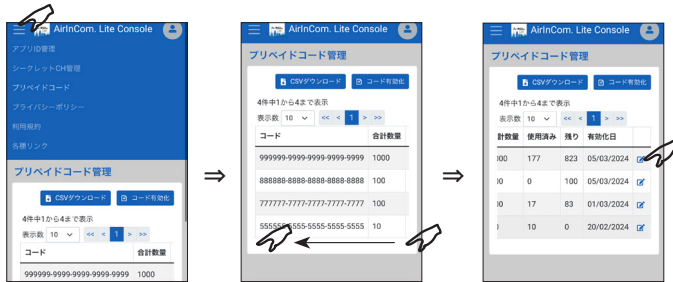 AirInCom. Lite Console
アプリID管理
シークレットCH管理
プリペイドコード
プライバシーポリシー
利用規約
各種リンク
プリペイドコード管理
CSVダウンロード コード有効化
4件中1から4まで表示
表示数 10 << < 1 > >>
コード 合計数量
999999-9999-9999-9999-9999 1000
⇒
AirInCom. Lite Console
プリペイドコード管理
CSVダウンロード コード有効化
4件中1から4まで表示
表示数 10 << < 1 > >>
コード 合計数量
999999-9999-9999-9999-9999 1000
888888-8888-8888-8888-8888 100
777777-7777-7777-7777-7777 100
555555-5555-5555-5555-5555 10
⇒
AirInCom. Lite Console
プリペイドコード管理
CSVダウンロード コード有効化
4件中1から4まで表示
表示数 10 << < 1 > >>
計数量 使用済み 残り 有効化日
00 177 823 05/03/2024
0 0 100 05/03/2024
0 17 83 01/03/2024
10 0 20/02/2024